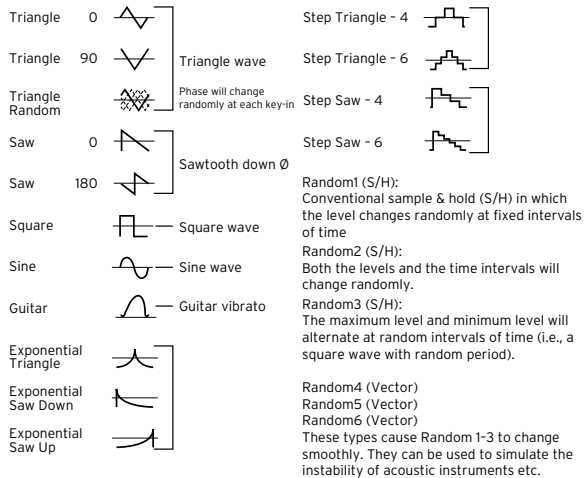 Triangle 0
Triangle 90
Triangle wave
Triangle
Random
Phase will change
randomly at each key-in
Saw 0
Saw 180
Sawtooth down Ø
Square
Square wave
Sine
Sine wave
Guitar
Guitar vibrato
Exponential
Triangle
Exponential
Saw Down
Exponential
Saw Up
Step Triangle – 4
Step Triangle – 6
Step Saw – 4
Step Saw – 6
Random1 (S/H):
Conventional sample & hold (S/H) in which
the level changes randomly at fixed intervals
of time
Random2 (S/H):
Both the levels and the time intervals will
change randomly.
Random3 (S/H):
The maximum level and minimum level will
alternate at random intervals of time (i.e., a
square wave with random period).
Random4 (Vector)
Random5 (Vector)
Random6 (Vector)
These types cause Random 1–3 to change
smoothly. They can be used to simulate the
instability of acoustic instruments etc.